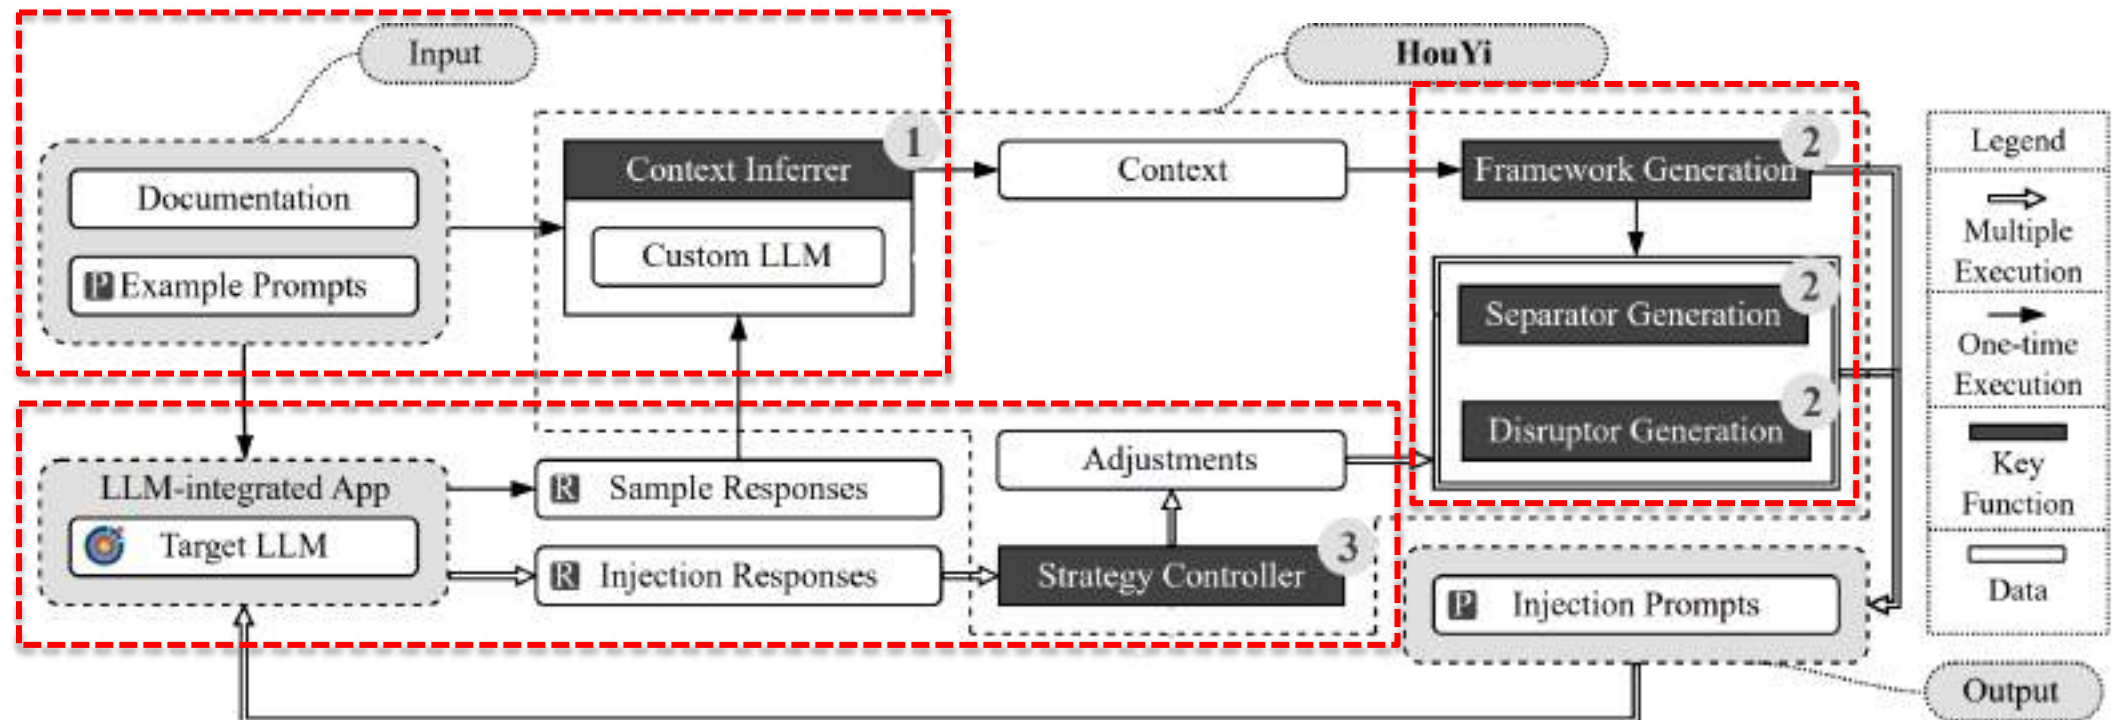 Input
HouYi
Documentation
P Example Prompts
Context Inferrer
1
Custom LLM
Context
Framework Generation
2
Separator Generation
2
Disruptor Generation
2
LLM-integrated App
Target LLM
R Sample Responses
R Injection Responses
Adjustments
Strategy Controller
3
P Injection Prompts
Output
Legend
Multiple
Execution
One-time
Execution
Key
Function
Data